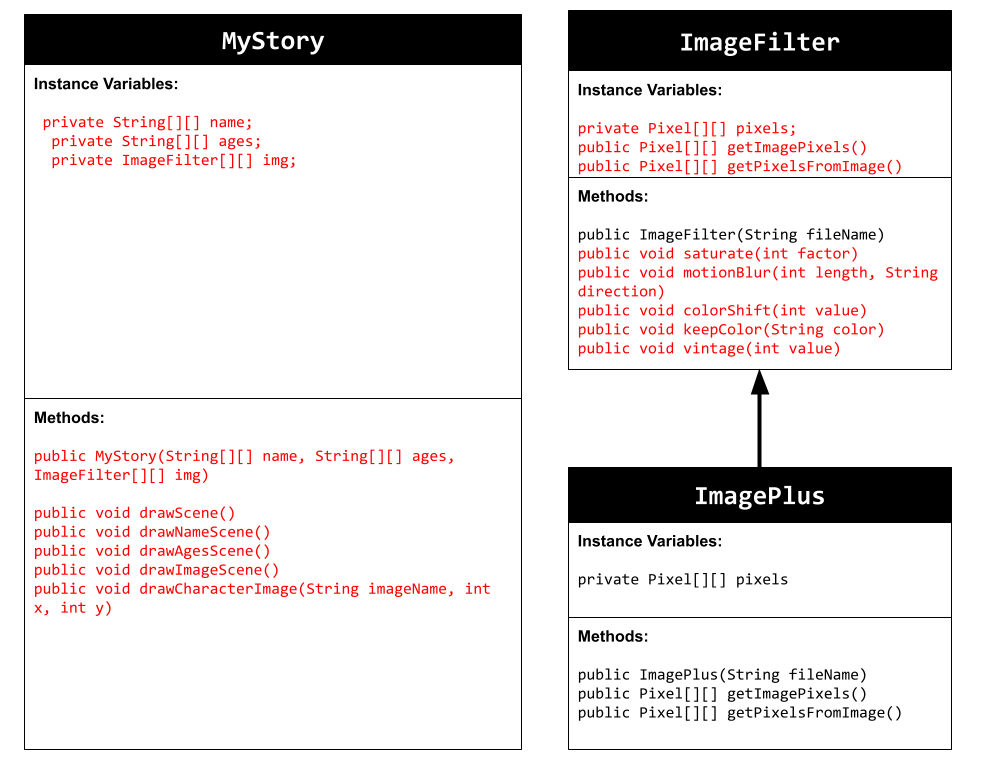 MyStory
Instance Variables:
private String[][] name;
private String[][] ages;
private ImageFilter[][] img;
Methods:
public MyStory(String[][] name, String[][] ages,
ImageFilter[][] img)
public void drawScene()
public void drawNameScene()
public void drawAgesScene()
public void drawImageScene()
public void drawCharacterImage(String imageName, int
x, int y)
ImageFilter
Instance Variables:
private Pixel[][] pixels;
public Pixel[][] getImagePixels()
public Pixel[][] getPixelsFromImage()
Methods:
public ImageFilter(String fileName)
public void saturate(int factor)
public void motionBlur(int length, String
direction)
public void colorShift(int value)
public void keepColor(String color)
public void vintage(int value)
ImagePlus
Instance Variables:
private Pixel[][] pixels
Methods:
public ImagePlus(String fileName)
public Pixel[][] getImagePixels()
public Pixel[][] getPixelsFromImage()